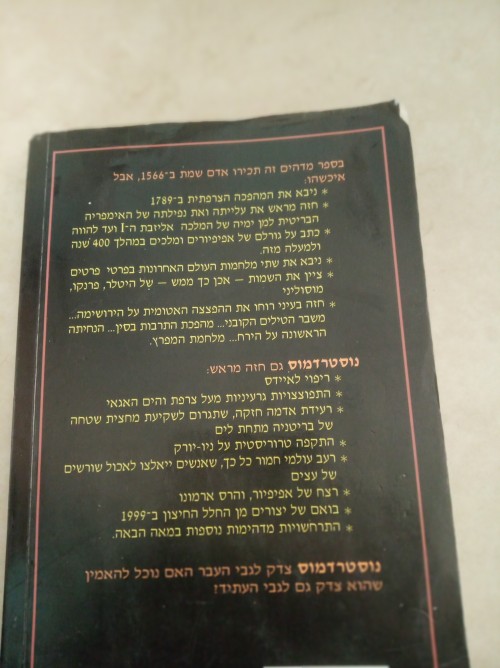 בספר מדהים זה תכירו אדם שמת ב־1566, אבל
איכשהו:
* ניבא את המהפכה הצרפתית ב־1789
* חזה מראש את עלייתה ואת נפילתה של האימפריה
הבריטית למן ימיה של המלכה אליזבת ה־I ועד להווה
* כתב על גורלם של אפיפיורים ומלכים במהלך 400 שנה
ולמעלה מזה.
* ניבא את שתי מלחמות העולם האחרונות בפרטי פרטים
* ציין את השמות – אכן כך ממש – של היטלר, פרנקו,
מוסוליני
* חזה בעיני רוחו את ההפצצה האטומית על הירושימה...
משבר הטילים הקובני... מהפכת התרבות בסין... הנחיתה
הראשונה על הירח... מלחמת המפרץ.
נוסטרדמוס גם חזה מראש:
* ריפוי לאיידס
* התפוצצויות גרעיניות מעל צרפת והים האגאי
* רעידת אדמה חזקה, שתגרום לשקיעת מחצית שטחה
של בריטניה מתחת לים
* התקפה טרוריסטית על ניו־יורק
* רעב עולמי חמור כל כך, שאנשים ייאלצו לאכול שורשים
של עצים
* רצח של אפיפיור, והרס ארמונו
* בואם של יצורים מן החלל החיצון ב־1999
* התרחשויות מדהימות נוספות במאה הבאה.
נוסטרדמוס צדק לגבי העבר האם נוכל להאמין
שהוא צדק גם לגבי העתיד?